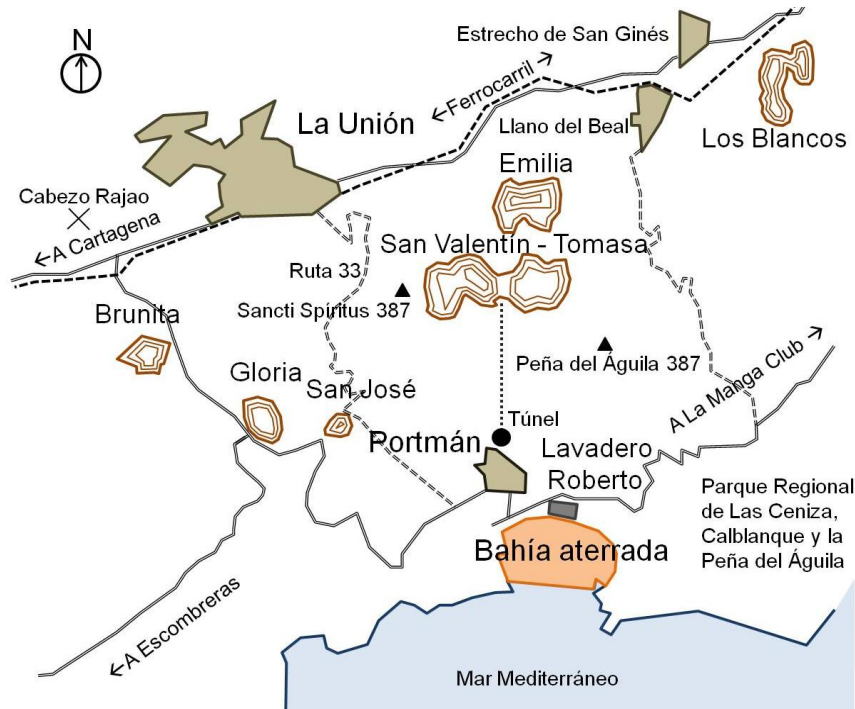 Estrecho de San Ginés
N
←Ferrocarril→
La Unión
Llano del Beal
Los Blancos
Emilia
Cabezo Rajao
←A Cartagena
San Valentín - Tomasa
Ruta 33
Sancti Spíritus 387
Brunita
Peña del Águila 387
A La Manga Club→
Gloria
San José
Túnel
Portmán
Lavadero
Roberto
Parque Regional
de Las Ceniza,
Calblanque y la
Peña del Águila
Bahía aterrada
←A Escombreras
Mar Mediterráneo